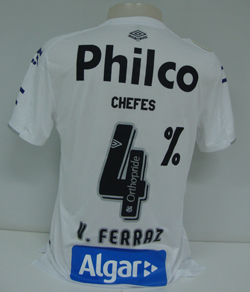 Philco
CHEFES
4%
Orthopride
V. FERRAZ
Algar